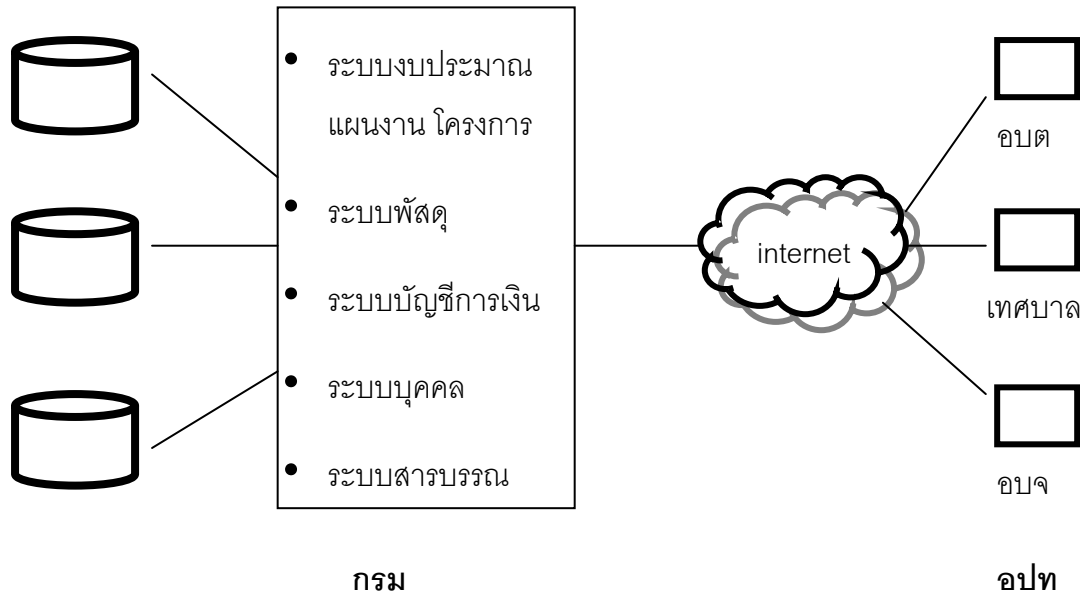 • ระบบงบประมาณ
แผนงาน โครงการ
• ระบบพัสดุ
• ระบบบัญชีการเงิน
• ระบบบุคคล
• ระบบสารบรรณ
internet
อบต
เทศบาล
อบจ
กรม
อปท